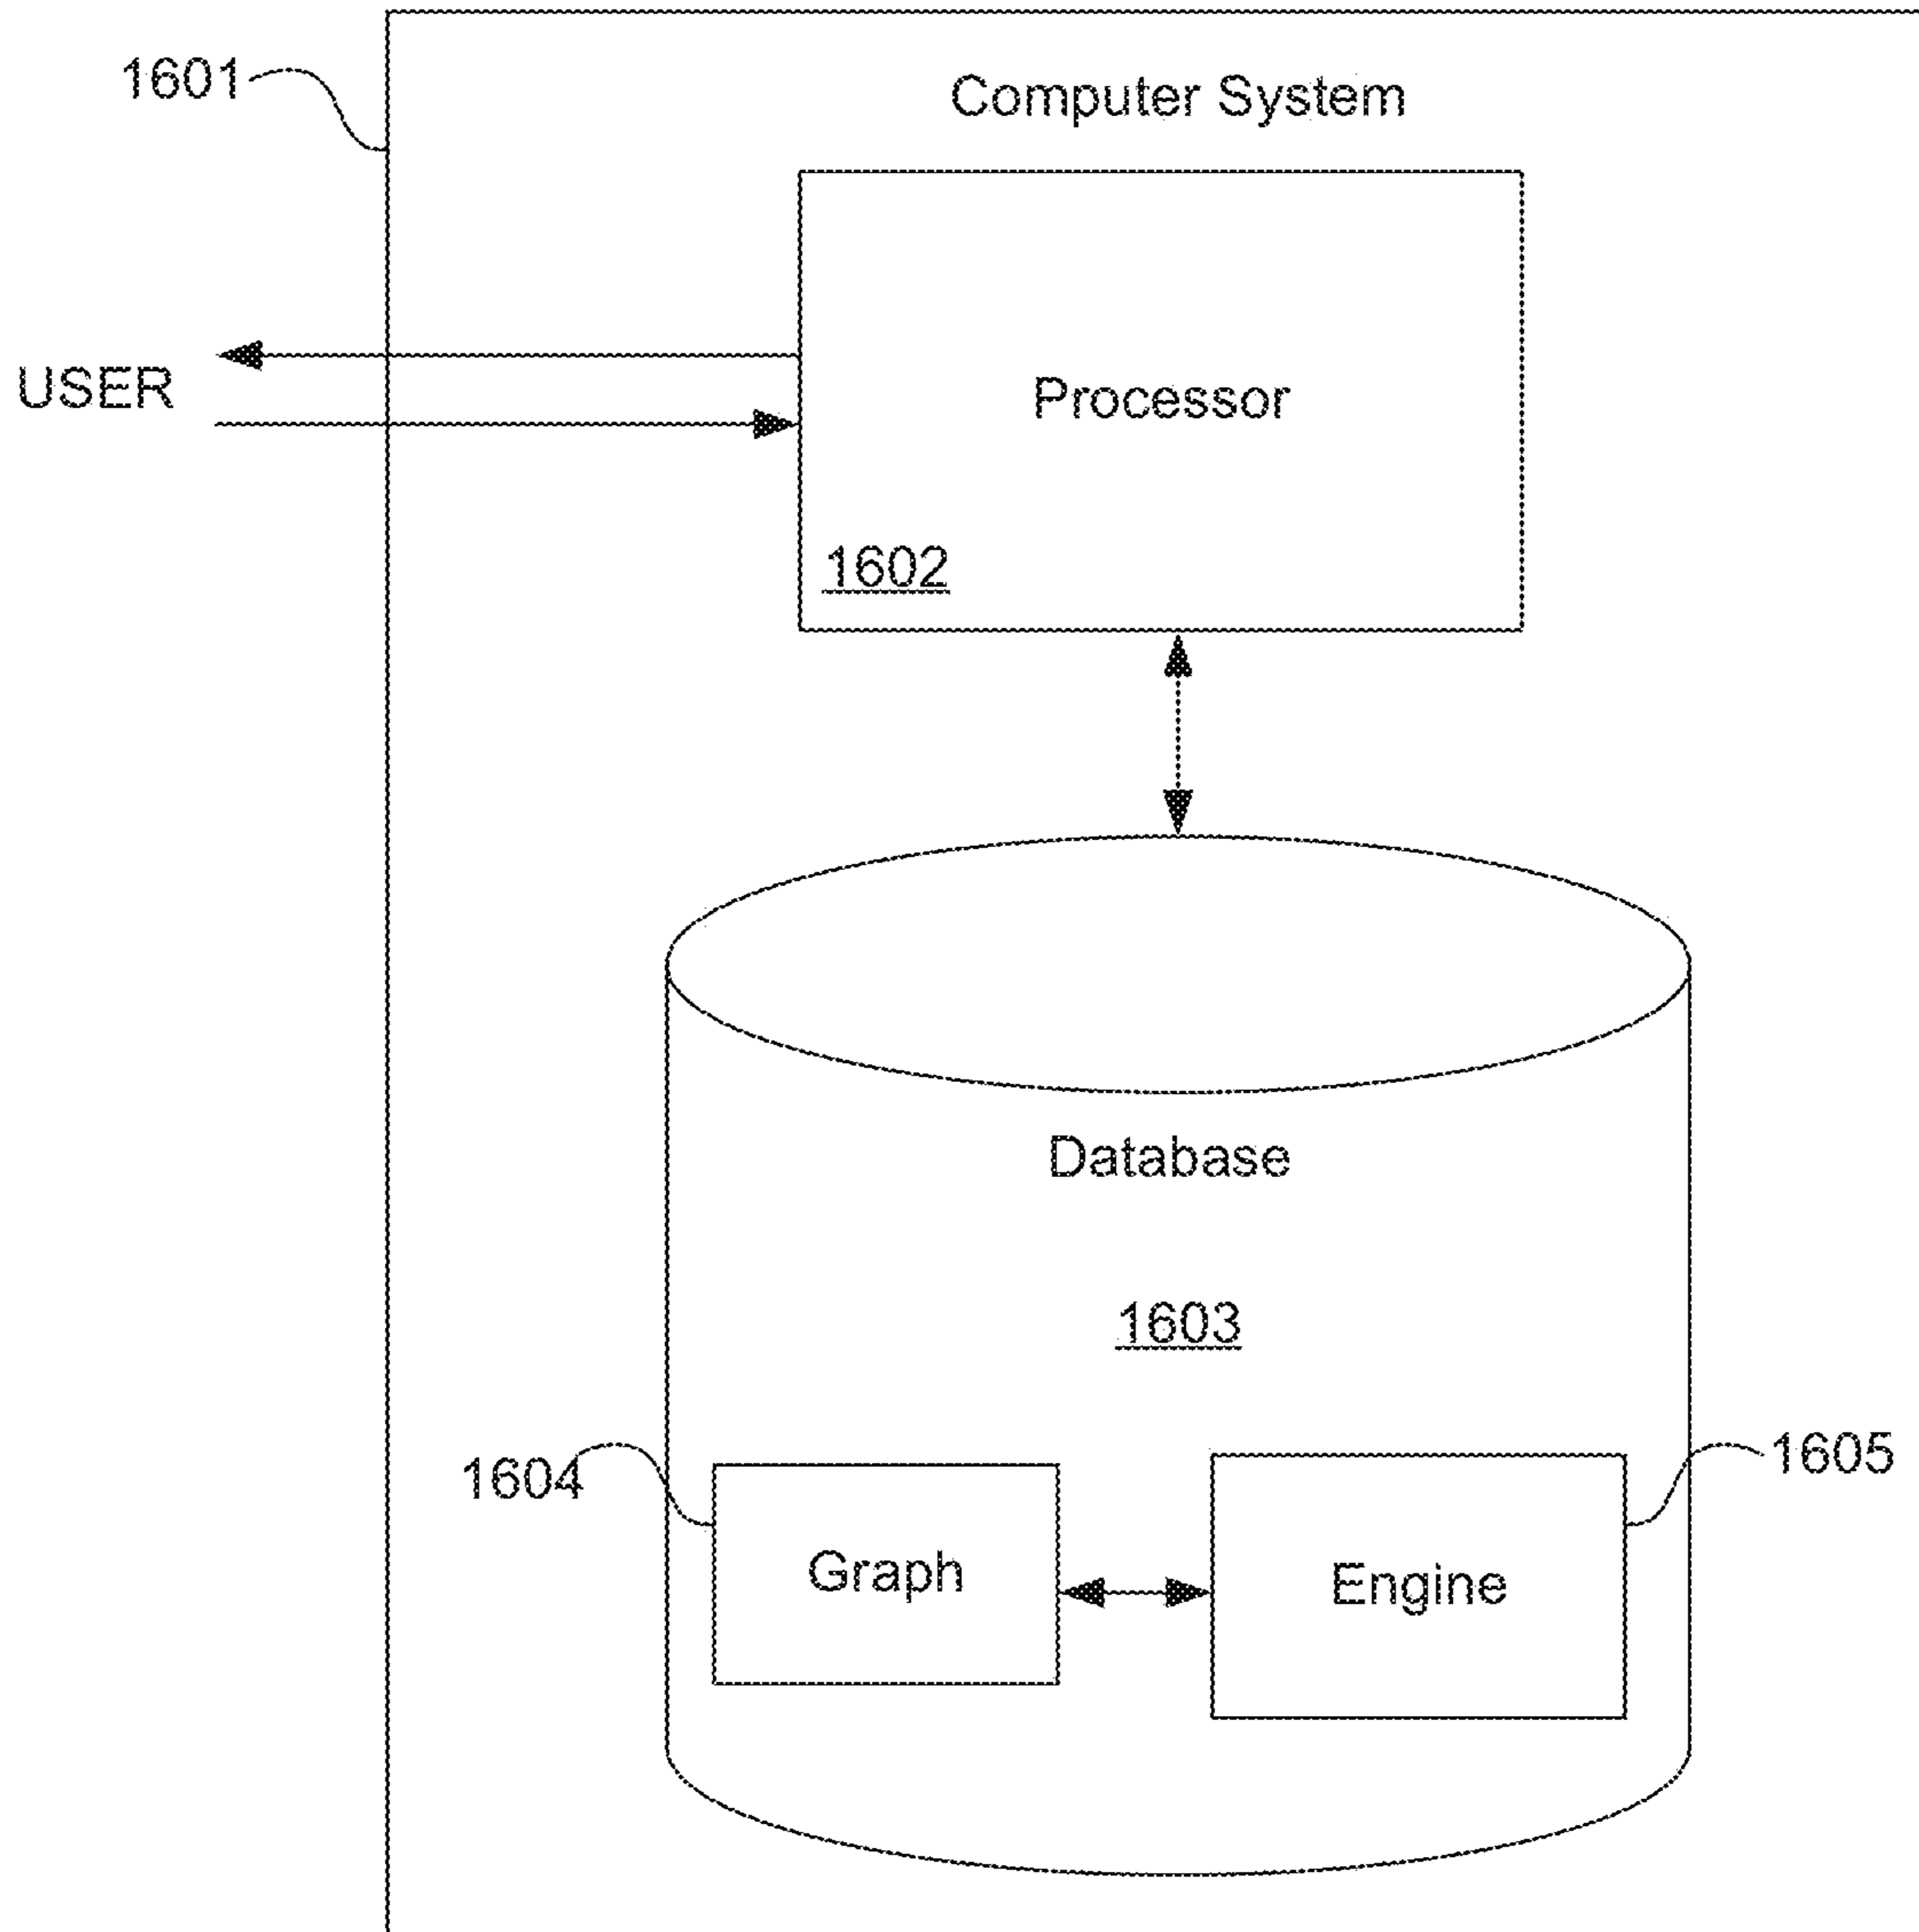 1601
Computer System
USER
Processor
1602
Database
1603
1604
1605
Graph
Engine